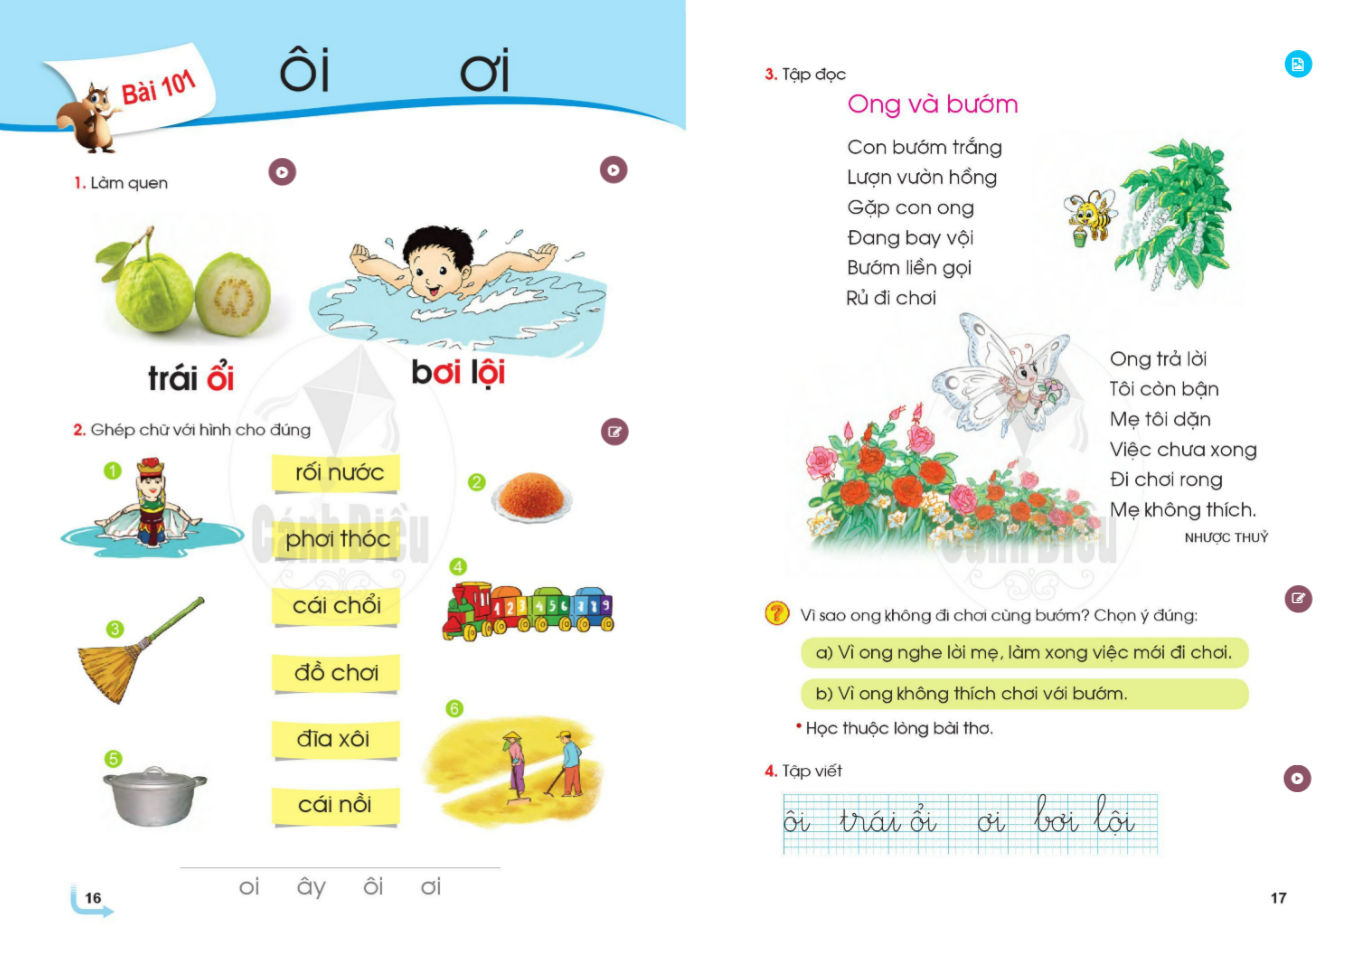 Bài 101
ôi ơi
1. Làm quen
trái ổi
bơi lội
2. Ghép chữ với hình cho đúng
1
rối nước
2
phơi thóc
3
cái chổi
4
1 2 3 4 5 6 7 8 9
đồ chơi
5
đĩa xôi
6
cái nồi
Cánh Diều
oi ây ôi ơi
16
3. Tập đọc
Ong và bướm
Con bướm trắng
Lượn vườn hồng
Gặp con ong
Đang bay vội
Bướm liền gọi
Rủ đi chơi
Ong trả lời
Tôi còn bận
Mẹ tôi dặn
Việc chưa xong
Đi chơi rong
Mẹ không thích.
NHƯỢC THUỶ
Cánh Diều
? Vì sao ong không đi chơi cùng bướm? Chọn ý đúng:
a) Vì ong nghe lời mẹ, làm xong việc mới đi chơi.
b) Vì ong không thích chơi với bướm.
• Học thuộc lòng bài thơ.
4. Tập viết
ôi trái ổi ơi bơi lội
17